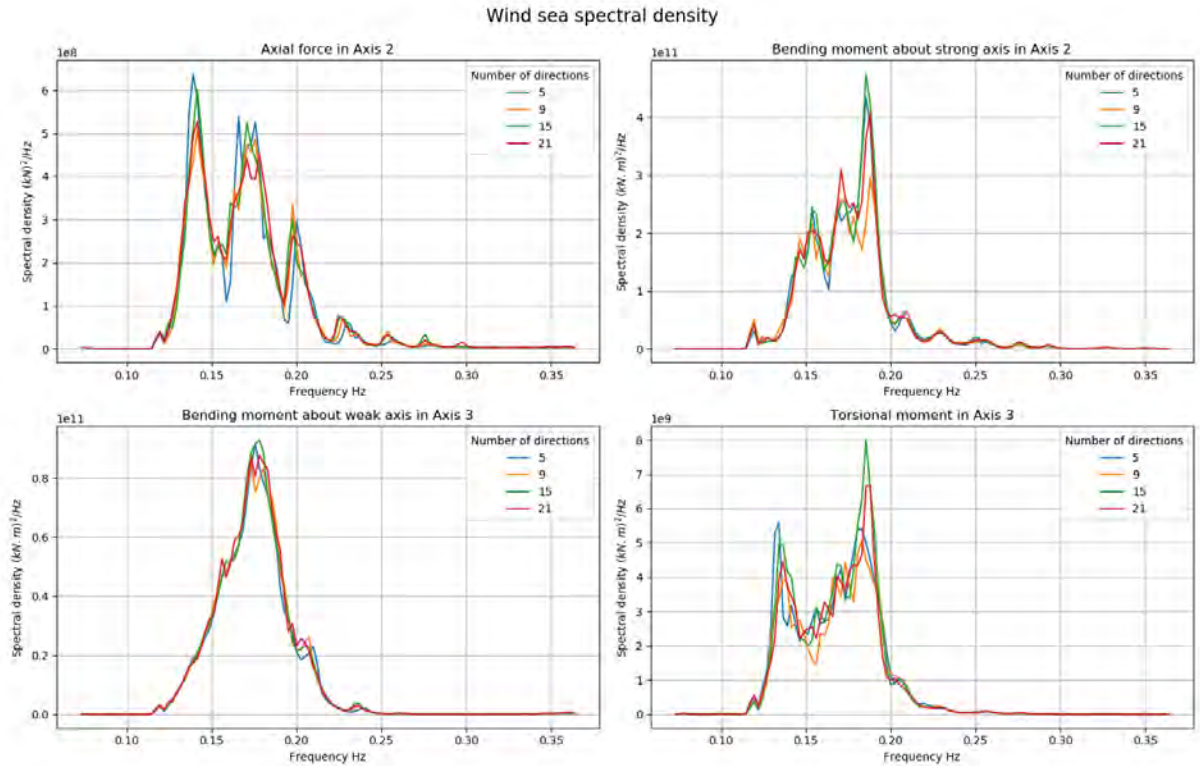 Wind sea spectral density
Axial force in Axis 2
1e8
Spectral density (kN)²/Hz
6
5
4
3
2
1
0
0.10 0.15 0.20 0.25 0.30 0.35
Frequency Hz
Number of directions
5
9
15
21
Bending moment about strong axis in Axis 2
1e11
Spectral density (kN. m)²/Hz
4
3
2
1
0
0.10 0.15 0.20 0.25 0.30 0.35
Frequency Hz
Number of directions
5
9
15
21
Bending moment about weak axis in Axis 3
1e11
Spectral density (kN. m)²/Hz
0.8
0.6
0.4
0.2
0.0
0.10 0.15 0.20 0.25 0.30 0.35
Frequency Hz
Number of directions
5
9
15
21
Torsional moment in Axis 3
1e9
Spectral density (kN. m)²/Hz
8
7
6
5
4
3
2
1
0
0.10 0.15 0.20 0.25 0.30 0.35
Frequency Hz
Number of directions
5
9
15
21